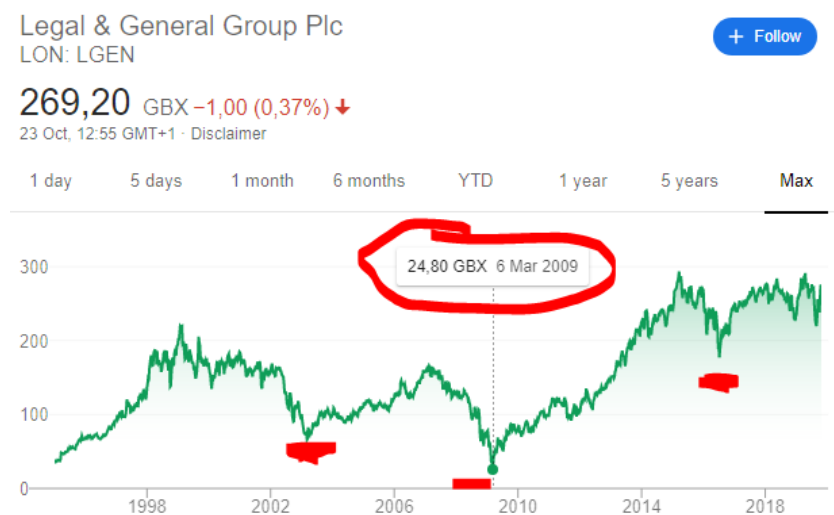 Legal & General Group Plc
LON: LGEN
+ Follow
269,20 GBX −1,00 (0,37%) ↓
23 Oct, 12:55 GMT+1 · Disclaimer
1 day 5 days 1 month 6 months YTD 1 year 5 years Max
24,80 GBX 6 Mar 2009
300
200
100
0
1998 2002 2006 2010 2014 2018